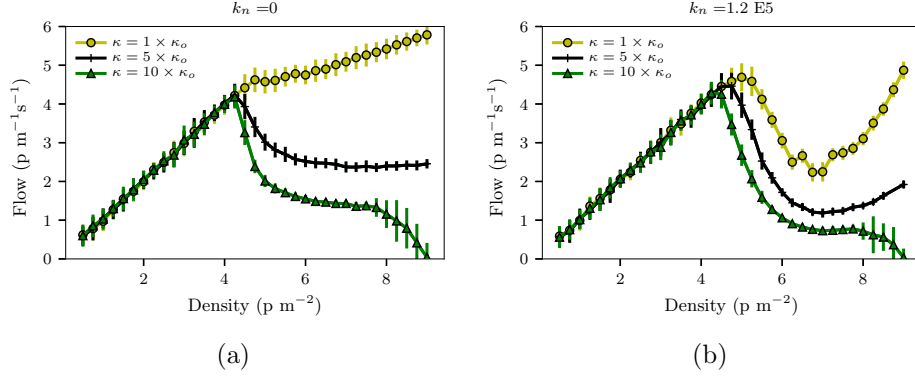 k_n =0
κ = 1 × κ_o
κ = 5 × κ_o
κ = 10 × κ_o
6
5
4
3
2
1
0
Flow (p m⁻¹s⁻¹)
2 4 6 8
Density (p m⁻²)
(a)
k_n =1.2 E5
κ = 1 × κ_o
κ = 5 × κ_o
κ = 10 × κ_o
6
5
4
3
2
1
0
Flow (p m⁻¹s⁻¹)
2 4 6 8
Density (p m⁻²)
(b)